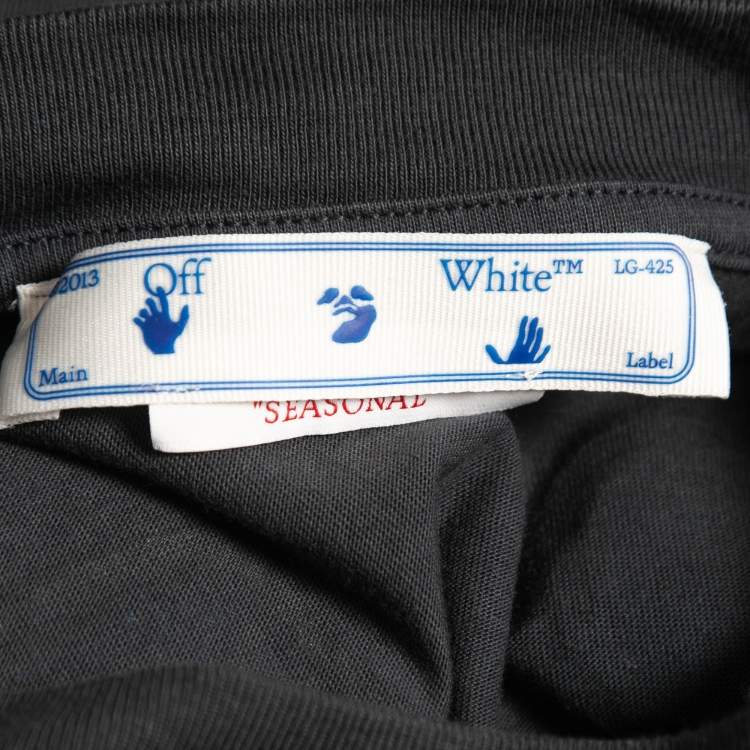 2013 Off White™ LG-425
Main Label
"SEASONAL